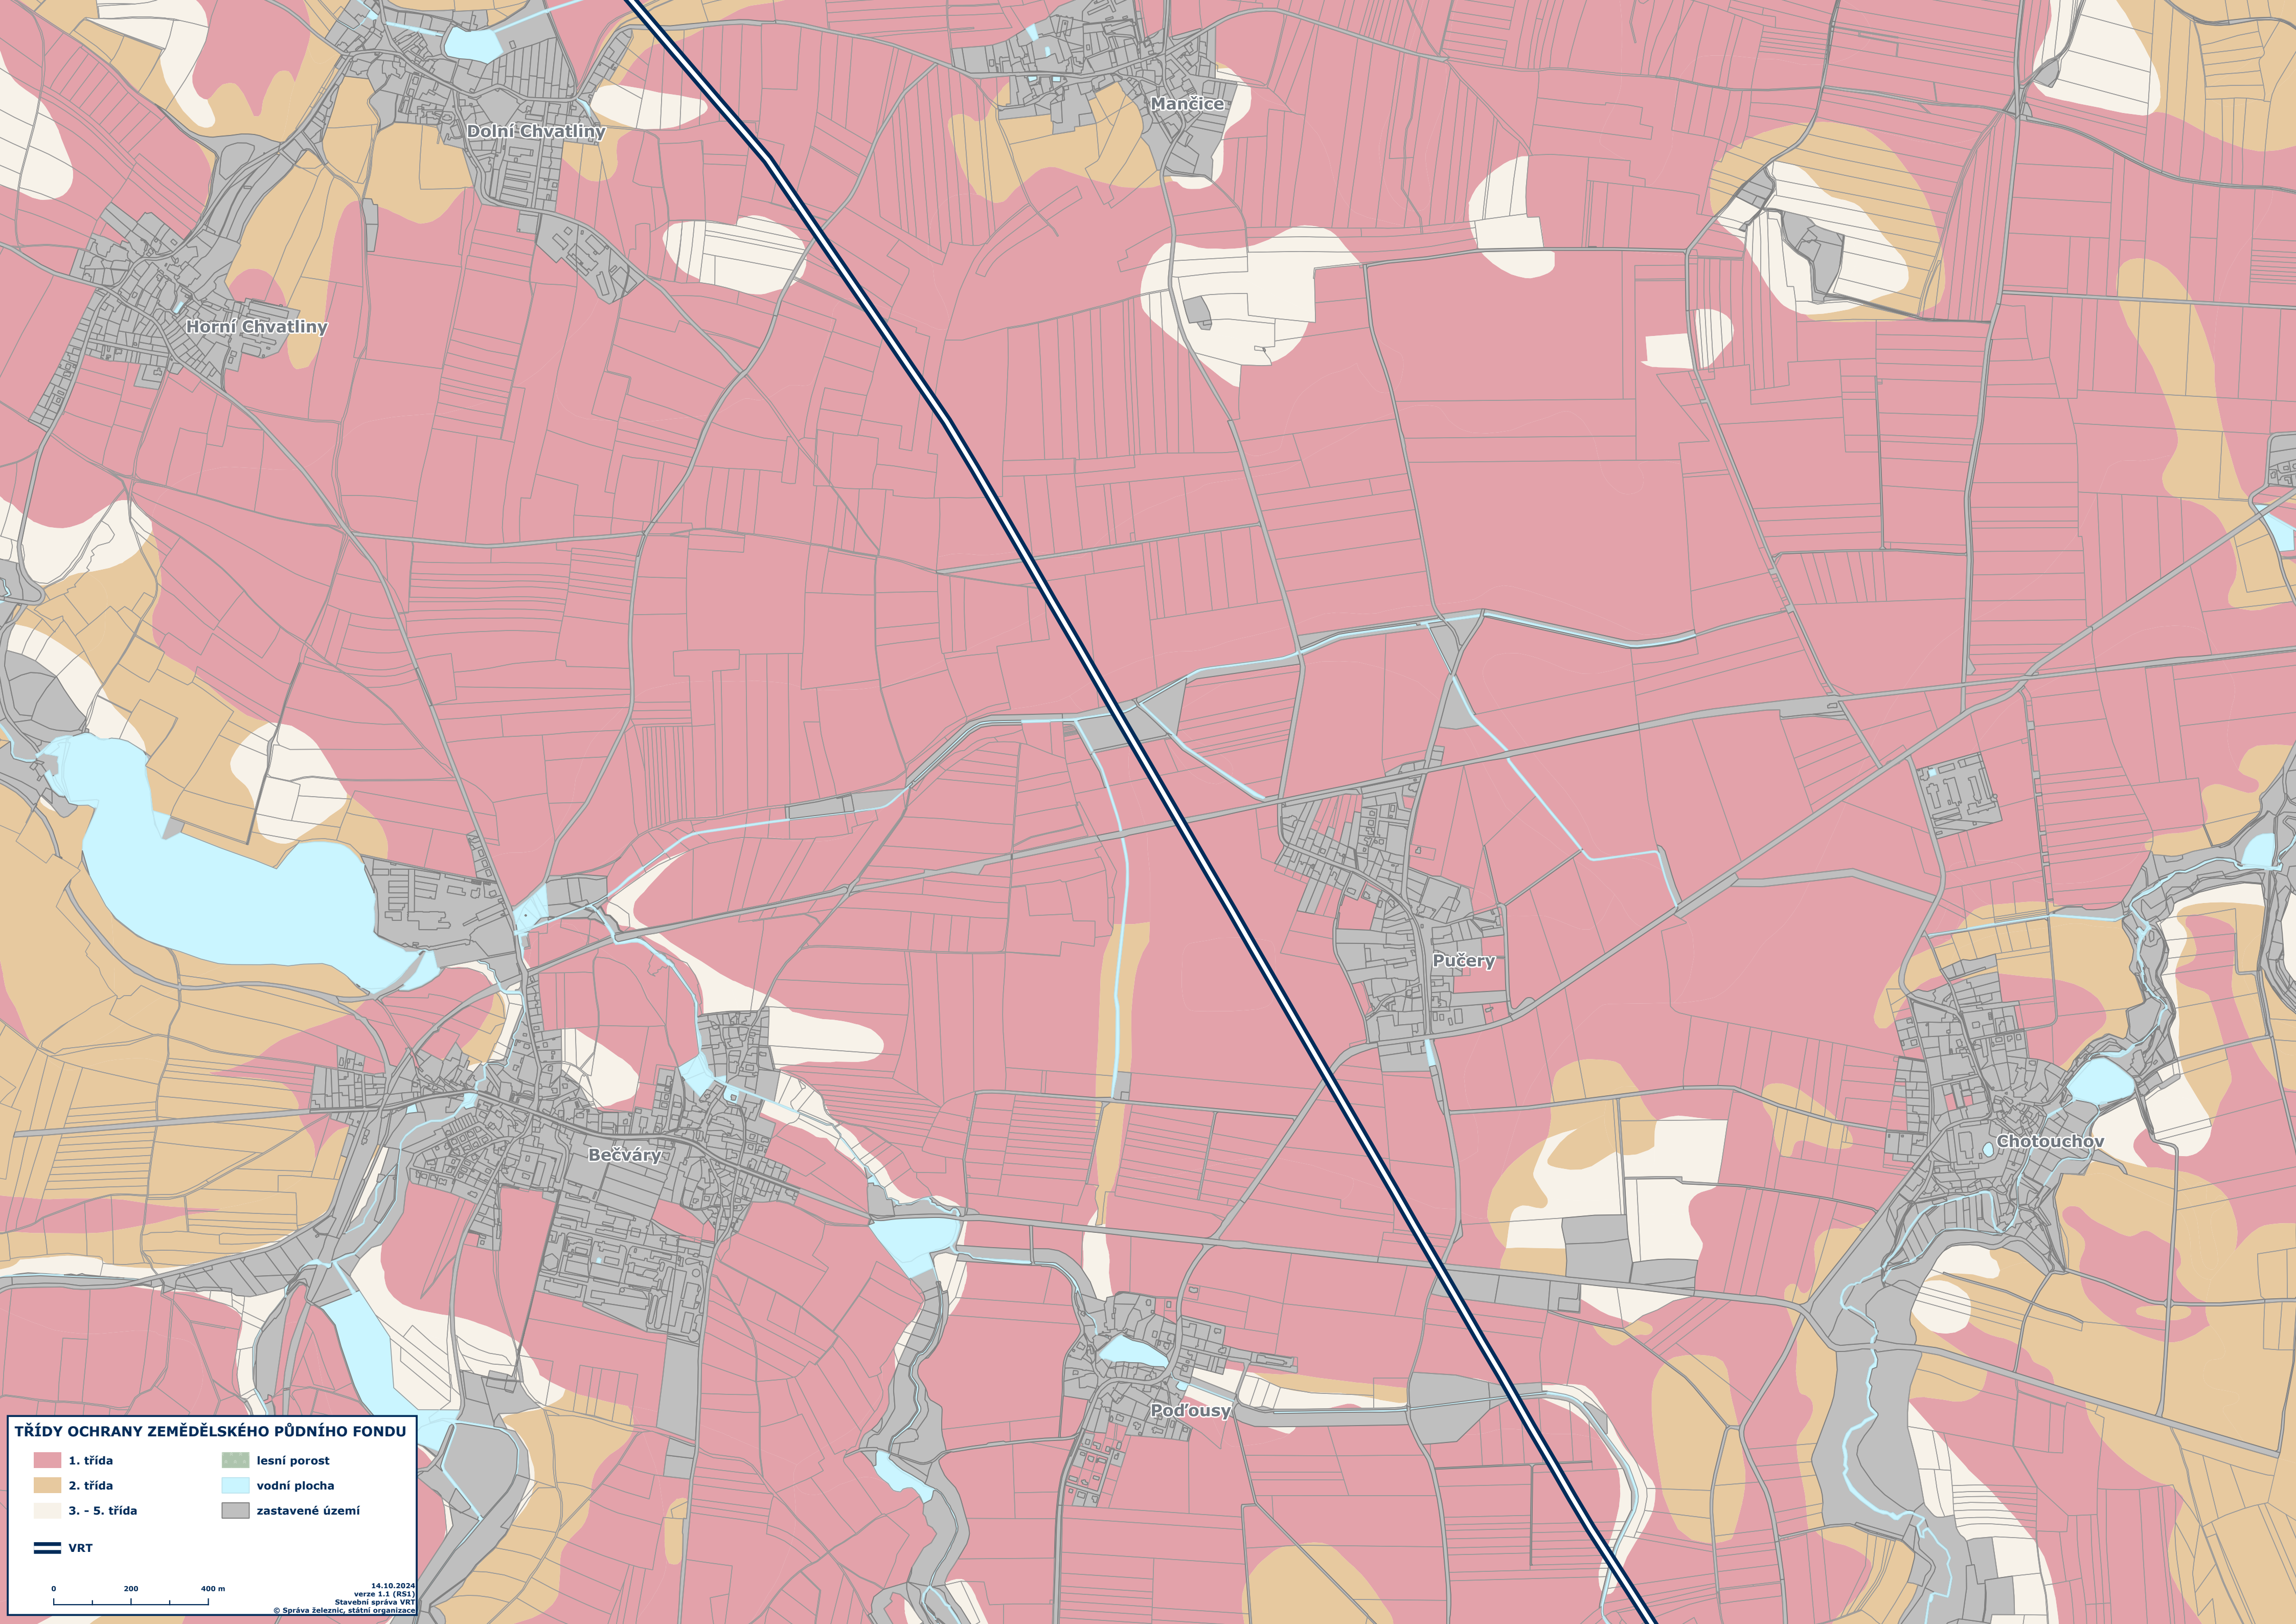 Mančice
Dolní Chvatliny
Horní Chvatliny
Pučery
Chotouchov
Bečváry
Poďousy
TŘÍDY OCHRANY ZEMĚDĚLSKÉHO PŮDNÍHO FONDU
1. třída
lesní porost
2. třída
vodní plocha
3. - 5. třída
zastavené území
VRT
0 200 400 m
14.10.2024
verze 1.1 (RS1)
Stavební správa VRT
© Správa železnic, státní organizace